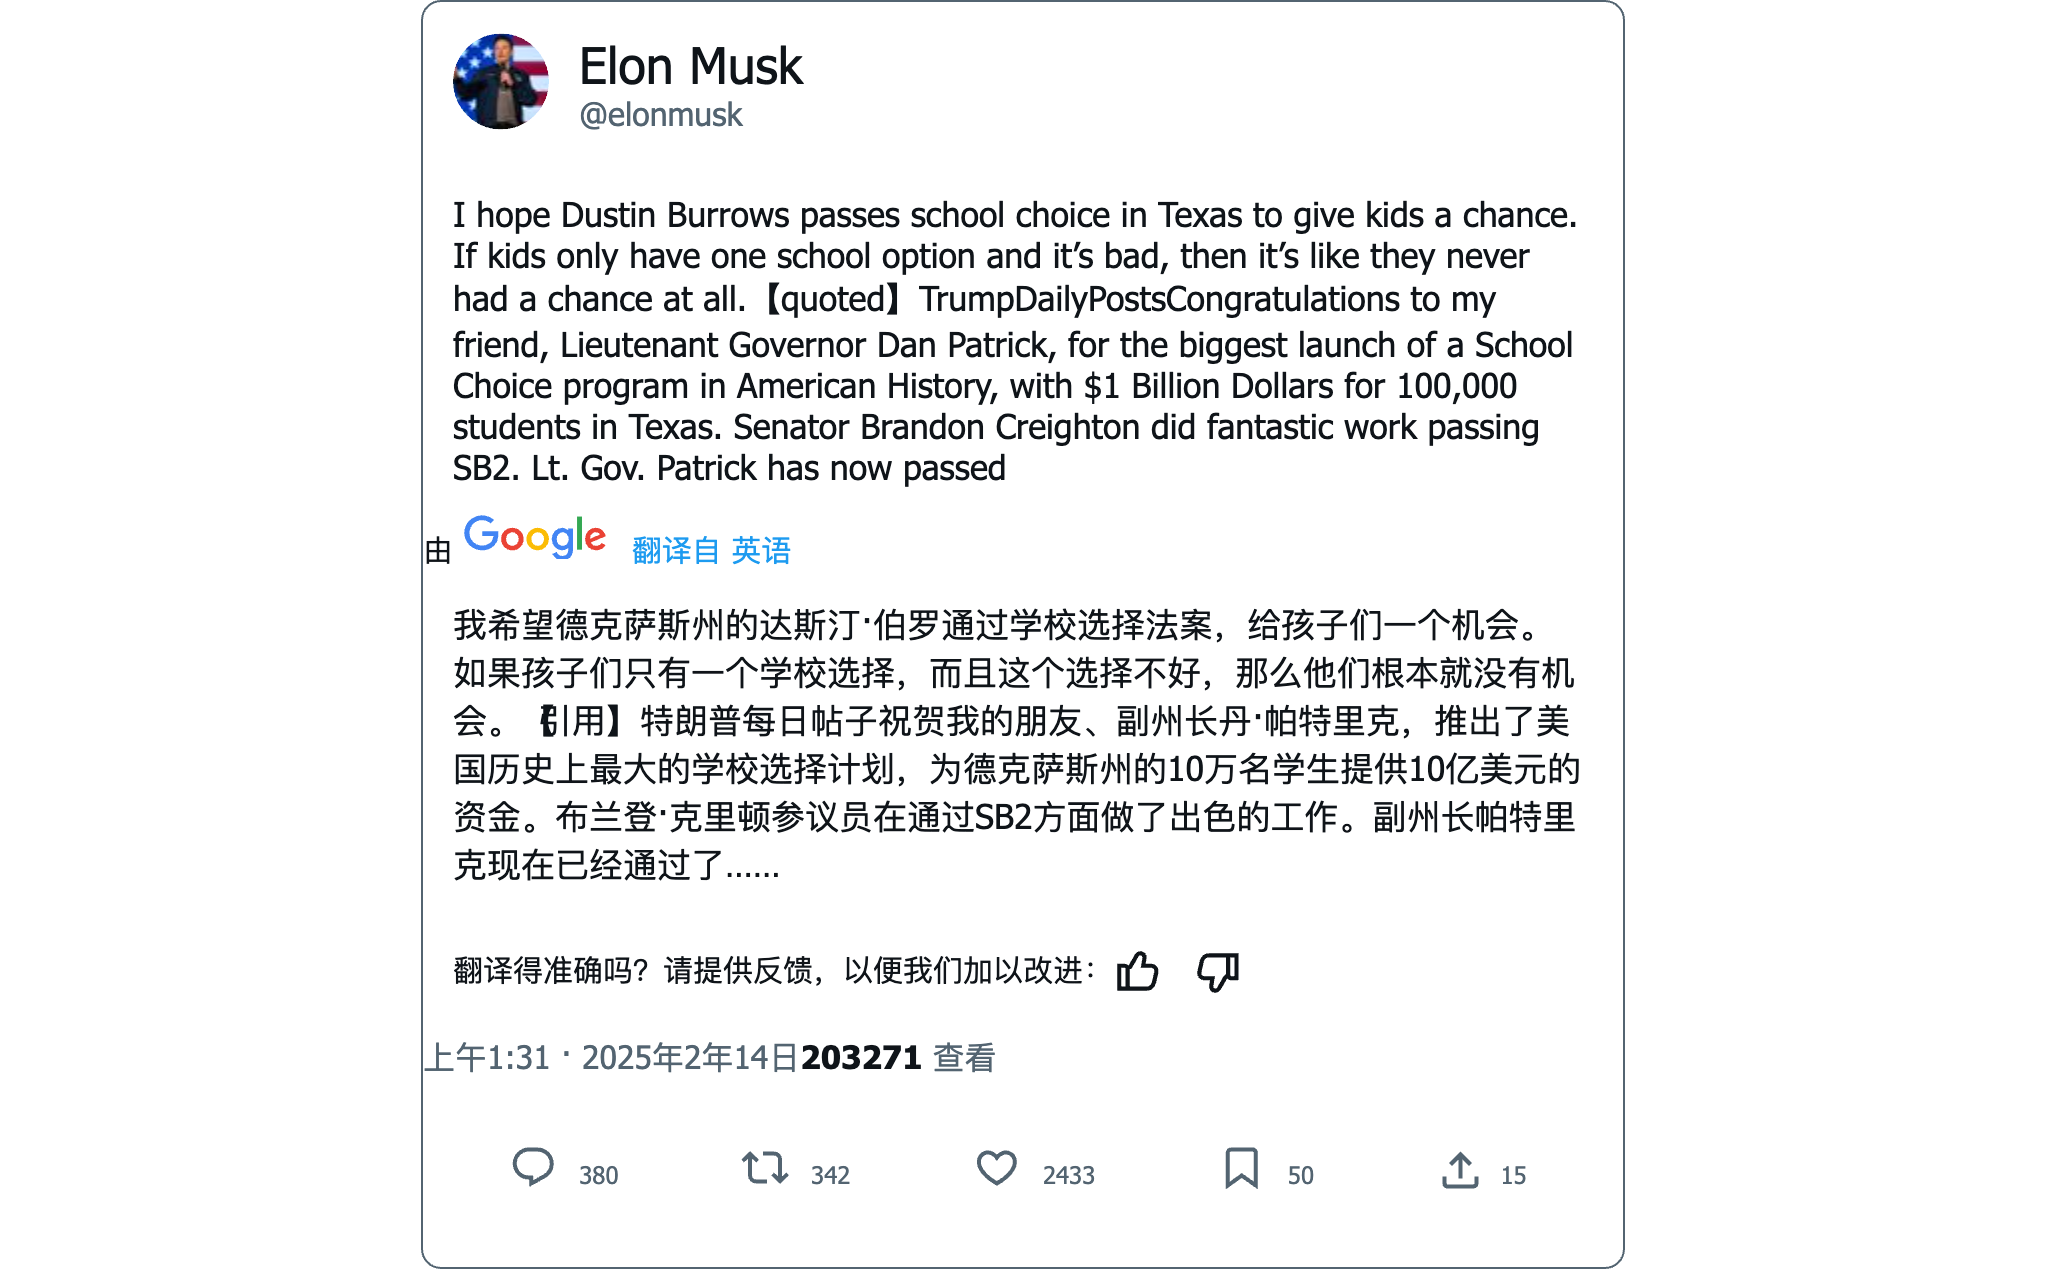 Elon Musk
@elonmusk
I hope Dustin Burrows passes school choice in Texas to give kids a chance.
If kids only have one school option and it’s bad, then it’s like they never
had a chance at all.【quoted】TrumpDailyPostsCongratulations to my
friend, Lieutenant Governor Dan Patrick, for the biggest launch of a School
Choice program in American History, with $1 Billion Dollars for 100,000
students in Texas. Senator Brandon Creighton did fantastic work passing
SB2. Lt. Gov. Patrick has now passed
由 Google 翻译自 英语
我希望德克萨斯州的达斯汀·伯罗通过学校选择法案，给孩子们一个机会。
如果孩子们只有一个学校选择，而且这个选择不好，那么他们根本就没有机
会。【引用】特朗普每日帖子祝贺我的朋友、副州长丹·帕特里克，推出了美
国历史上最大的学校选择计划，为德克萨斯州的10万名学生提供10亿美元的
资金。布兰登·克里顿参议员在通过SB2方面做了出色的工作。副州长帕特里
克现在已经通过了……
翻译得准确吗？请提供反馈，以便我们加以改进：
上午1:31 · 2025年2年14日203271 查看
380 342 2433 50 15